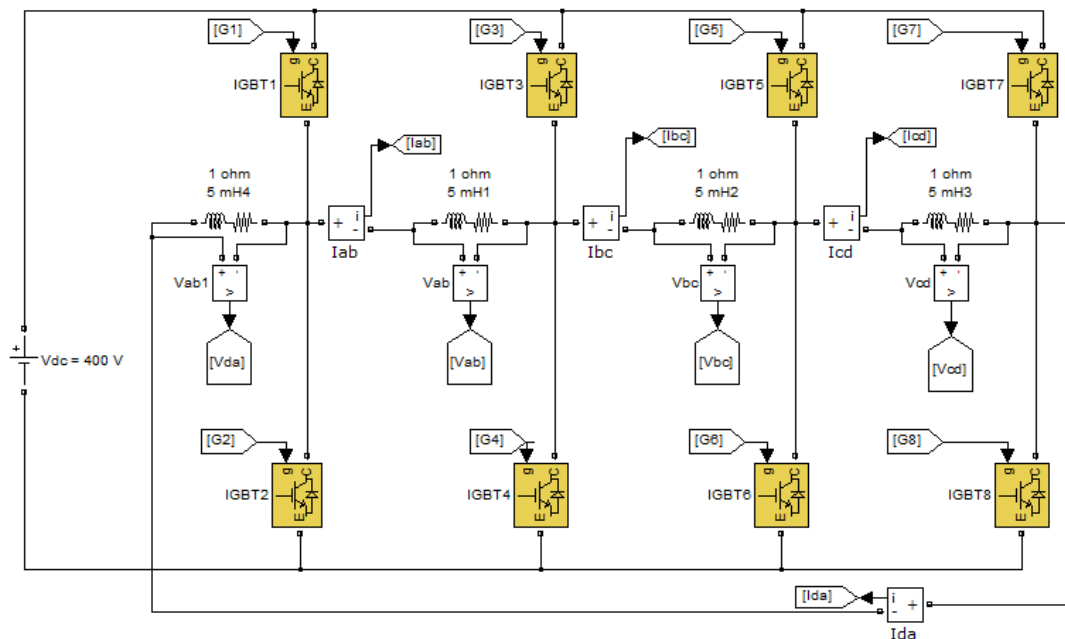 [G1]
[G3]
[G5]
[G7]
g C
g C
g C
g C
IGBT1
IGBT3
IGBT5
IGBT7
E
E
E
E
[Iab]
[Ibc]
[Icd]
1 ohm
5 mH4
1 ohm
5 mH1
1 ohm
5 mH2
1 ohm
5 mH3
+ i -
+ i -
+ i -
Iab
Ibc
Icd
Vab1
+ - v
Vab
+ - v
Vbc
+ - v
Vcd
+ - v
+
Vdc = 400 V
[Vda]
[Vab]
[Vbc]
[Vcd]
[G2]
[G4]
[G6]
[G8]
g C
g C
g C
g C
IGBT2
IGBT4
IGBT6
IGBT8
E
E
E
E
[Ida]
i - +
Ida